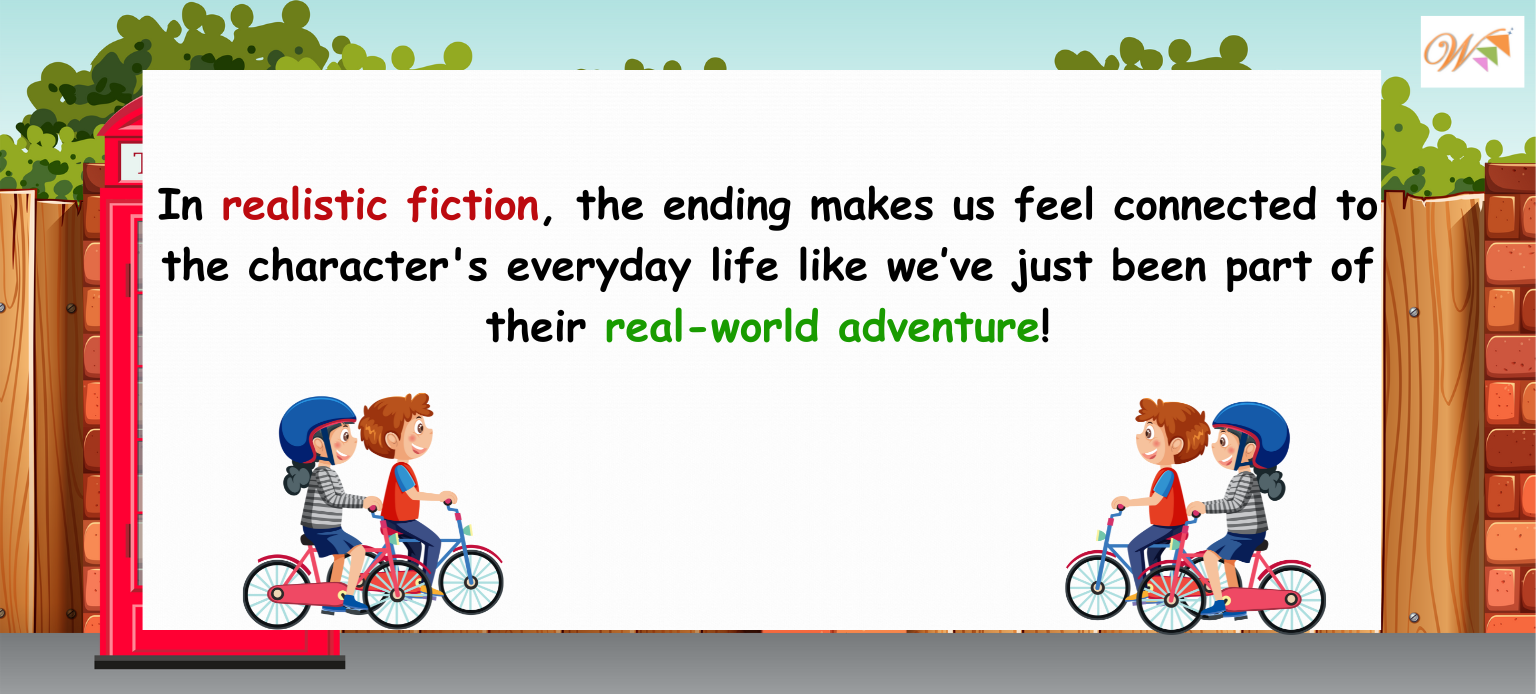 In realistic fiction, the ending makes us feel connected to
the character's everyday life like we’ve just been part of
their real-world adventure!
W
T